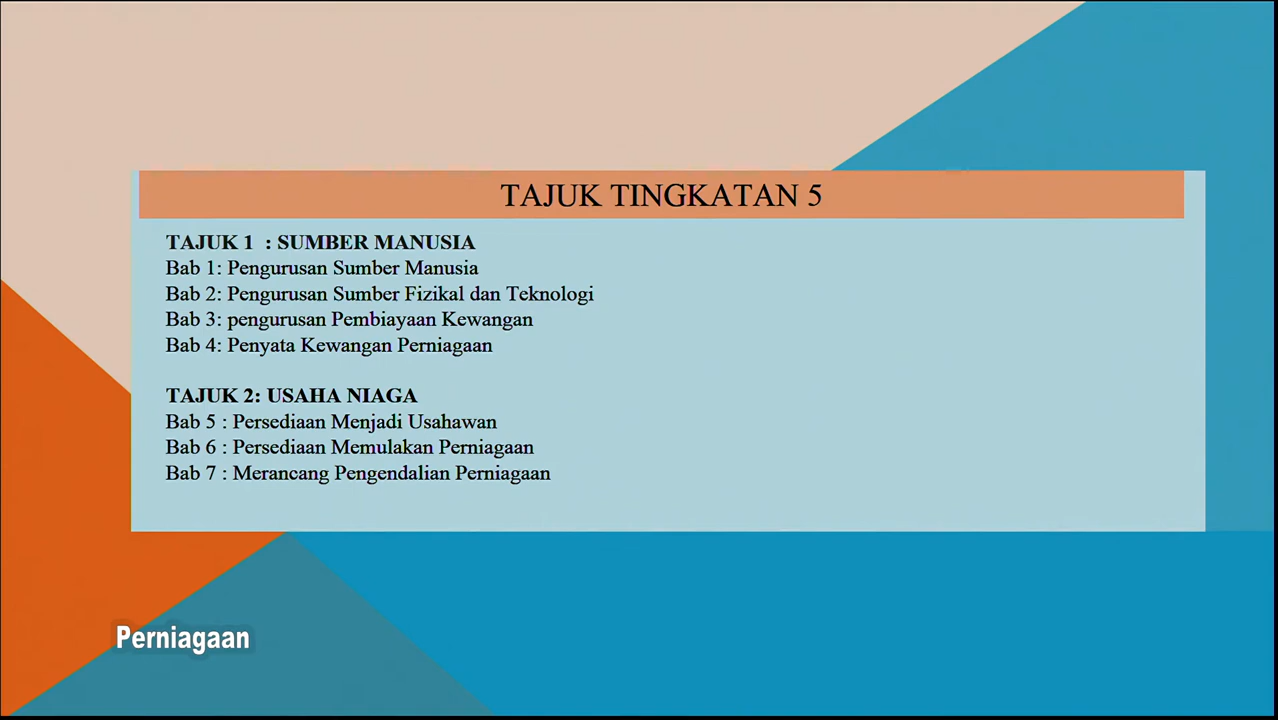 TAJUK TINGKATAN 5
TAJUK 1 : SUMBER MANUSIA
Bab 1: Pengurusan Sumber Manusia
Bab 2: Pengurusan Sumber Fizikal dan Teknologi
Bab 3: pengurusan Pembiayaan Kewangan
Bab 4: Penyata Kewangan Perniagaan
TAJUK 2: USAHA NIAGA
Bab 5 : Persediaan Menjadi Usahawan
Bab 6 : Persediaan Memulakan Perniagaan
Bab 7 : Merancang Pengendalian Perniagaan
Perniagaan